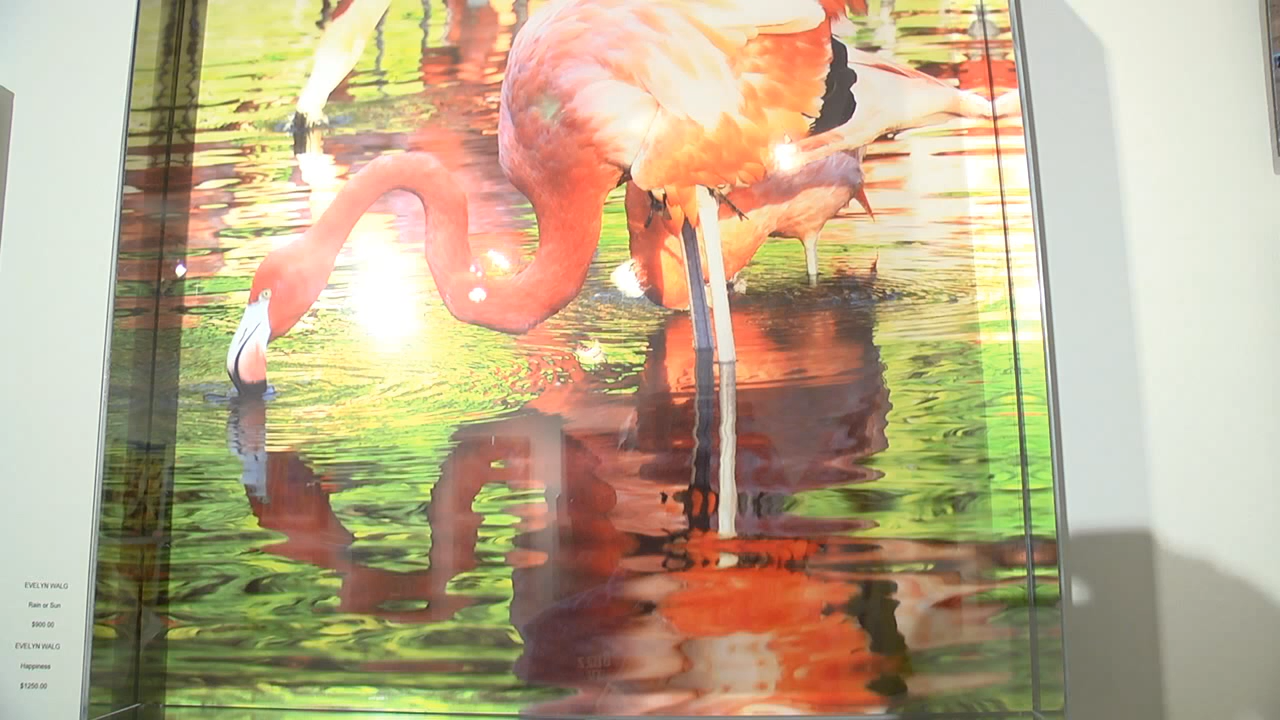 EVELYN WALG
Rain or Sun
$900.00
EVELYN WALG
Happiness
$1250.00